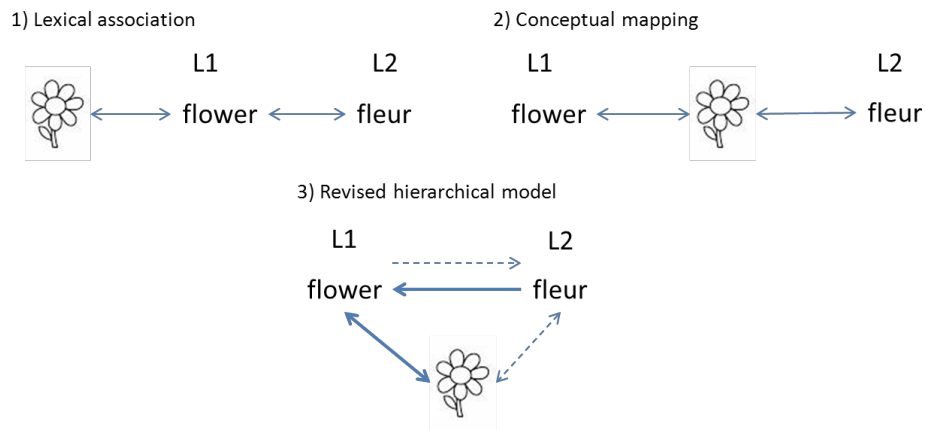 1) Lexical association
L1 L2
flower fleur
2) Conceptual mapping
L1 L2
flower fleur
3) Revised hierarchical model
L1 L2
flower fleur